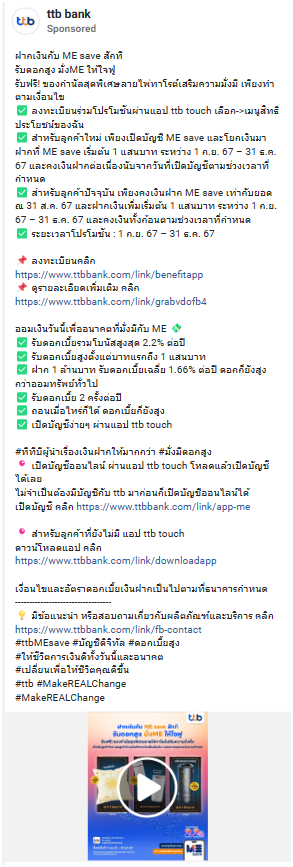 ttb bank
Sponsored
ฝากเงินกับ ME save สักที
รับดอกสูง มั่งME ให้ใจฟู
รับฟรี! ของกำนัลสุดพิเศษลายไพ่ทาโรต์เสริมความมั่งมี เพียงทำ
ตามเงื่อนไข
✅ ลงทะเบียนร่วมโปรโมชันผ่านแอป ttb touch เลือก->เมนูสิทธิ
ประโยชน์ของฉัน
✅ สำหรับลูกค้าใหม่ เพียงเปิดบัญชี ME save และโยกเงินมา
ฝากที่ ME save เริ่มต้น 1 แสนบาท ระหว่าง 1 ก.ย. 67 – 31 ธ.ค.
67 และคงเงินฝากต่อเนื่องนับจากวันที่เปิดบัญชีตามช่วงเวลาที่
กำหนด
✅ สำหรับลูกค้าปัจจุบัน เพียงคงเงินฝาก ME save เท่ากับยอด
ณ 31 ส.ค. 67 และฝากเงินเพิ่มเริ่มต้น 1 แสนบาท ระหว่าง 1 ก.ย.
67 – 31 ธ.ค. 67 และคงเงินทั้งก้อนตามช่วงเวลาที่กำหนด
✅ ระยะเวลาโปรโมชัน : 1 ก.ย. 67 – 31 ธ.ค. 67
📌 ลงทะเบียนคลิก
https://www.ttbbank.com/link/benefitapp
📌 ดูรายละเอียดเพิ่มเติม คลิก
https://www.ttbbank.com/link/grabvdofb4
ออมเงินวันนี้เพื่ออนาคตที่มั่งมีกับ ME 💸
✅ รับดอกเบี้ยรวมโบนัสสูงสุด 2.2% ต่อปี
✅ รับดอกเบี้ยสูงตั้งแต่บาทแรกถึง 1 แสนบาท
✅ ฝาก 1 ล้านบาท รับดอกเบี้ยเฉลี่ย 1.66% ต่อปี ดอกก็ยังสูง
กว่าออมทรัพย์ทั่วไป
✅ รับดอกเบี้ย 2 ครั้งต่อปี
✅ ถอนเมื่อไหร่ก็ได้ ดอกเบี้ยก็ยังสูง
✅ เปิดบัญชีง่ายๆ ผ่านแอป ttb touch
#ทีทีบีผู้นำเรื่องเงินฝากให้มากกว่า #มั่งมีดอกสูง
📍 เปิดบัญชีออนไลน์ ผ่านแอป ttb touch โหลดแล้วเปิดบัญชี
ได้เลย
ไม่จำเป็นต้องมีบัญชีกับ ttb มาก่อนก็เปิดบัญชีออนไลน์ได้
เปิดบัญชี คลิก https://www.ttbbank.com/link/app-me
📍 สำหรับลูกค้าที่ยังไม่มี แอป ttb touch
ดาวน์โหลดแอป คลิก
https://www.ttbbank.com/link/downloadapp
เงื่อนไขและอัตราดอกเบี้ยเงินฝากเป็นไปตามที่ธนาคารกำหนด
---------------------------------
💡 มีข้อแนะนำ หรือสอบถามเกี่ยวกับผลิตภัณฑ์และบริการ คลิก
https://www.ttbbank.com/link/fb-contact
#ttbMEsave #บัญชีดิจิทัล #ดอกเบี้ยสูง
#ให้ชีวิตการเงินดีทั้งวันนี้และอนาคต
#เปลี่ยนเพื่อให้ชีวิตคุณดีขึ้น
#ttb #MakeREALChange
#MakeREALChange
ttb
ฝากเงินกับ ME save สักที
รับดอกสูง มั่งME ให้ใจฟู
ME
SAVE